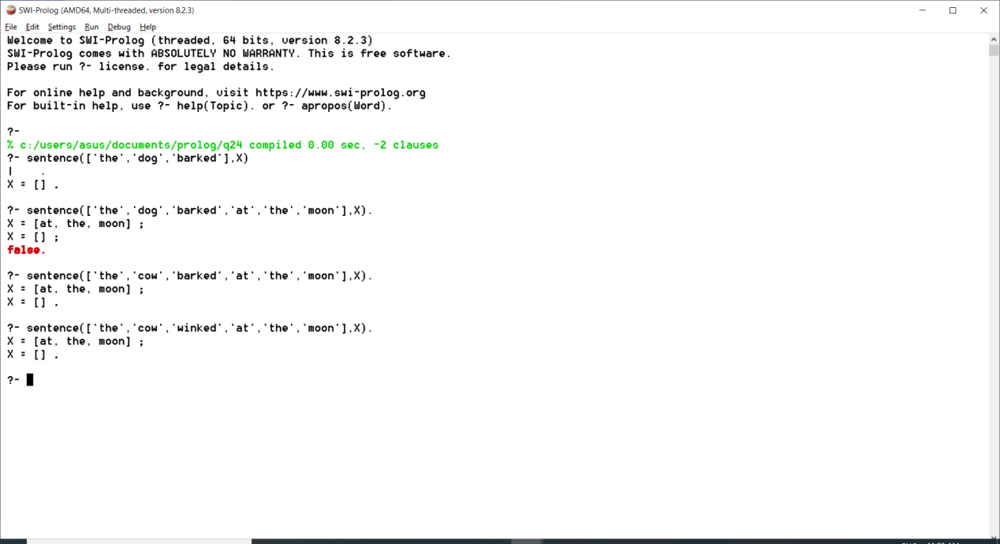 SWI-Prolog (AMD64, Multi-threaded, version 8.2.3)
File Edit Settings Run Debug Help
Welcome to SWI-Prolog (threaded, 64 bits, version 8.2.3)
SWI-Prolog comes with ABSOLUTELY NO WARRANTY. This is free software.
Please run ?- license. for legal details.
For online help and background, visit https://www.swi-prolog.org
For built-in help, use ?- help(Topic). or ?- apropos(Word).
?-
% c:/users/asus/documents/prolog/q24 compiled 0.00 sec, -2 clauses
?- sentence(['the','dog','barked'],X)
|    .
X = [] .
?- sentence(['the','dog','barked','at','the','moon'],X).
X = [at, the, moon] ;
X = [] ;
false.
?- sentence(['the','cow','barked','at','the','moon'],X).
X = [at, the, moon] ;
X = [] .
?- sentence(['the','cow','winked','at','the','moon'],X).
X = [at, the, moon] ;
X = [] .
?-